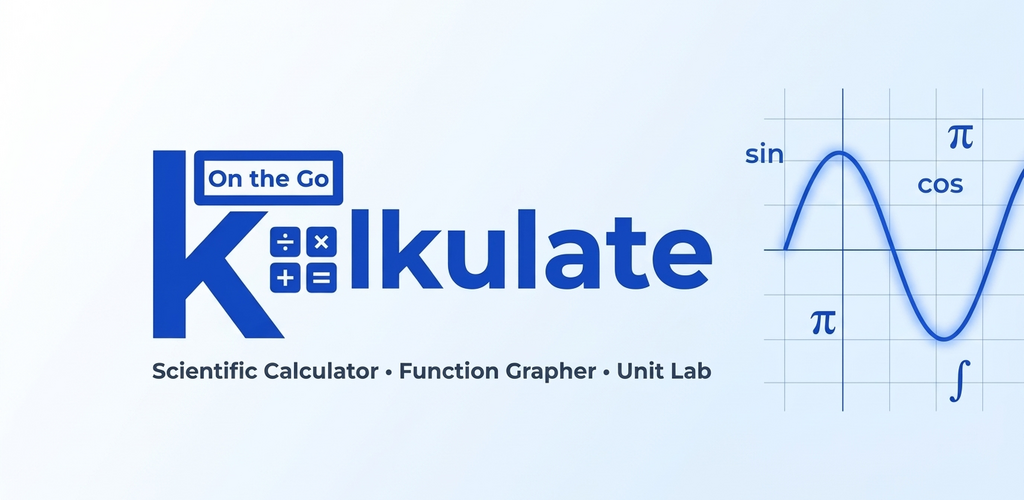 On the Go
K ÷ × + = lkulate
Scientific Calculator • Function Grapher • Unit Lab
sin
π
cos
π
∫